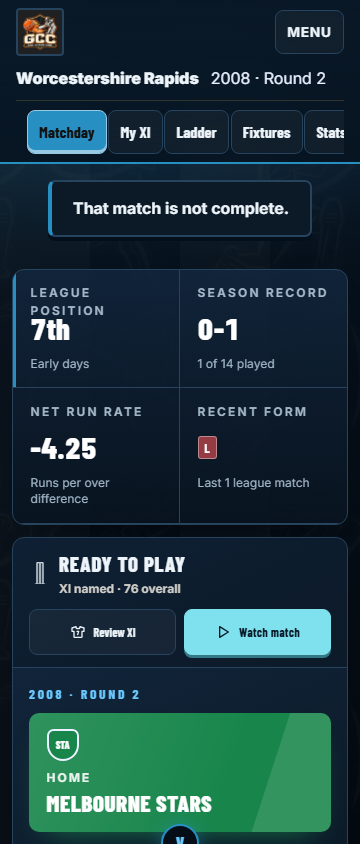 GCC
MENU
Worcestershire Rapids 2008 · Round 2
Matchday My XI Ladder Fixtures Stats
That match is not complete.
LEAGUE POSITION
7th
Early days
SEASON RECORD
0-1
1 of 14 played
NET RUN RATE
-4.25
Runs per over
difference
RECENT FORM
L
Last 1 league match
READY TO PLAY
XI named · 76 overall
Review XI
Watch match
2008 · ROUND 2
STA
HOME
MELBOURNE STARS
V